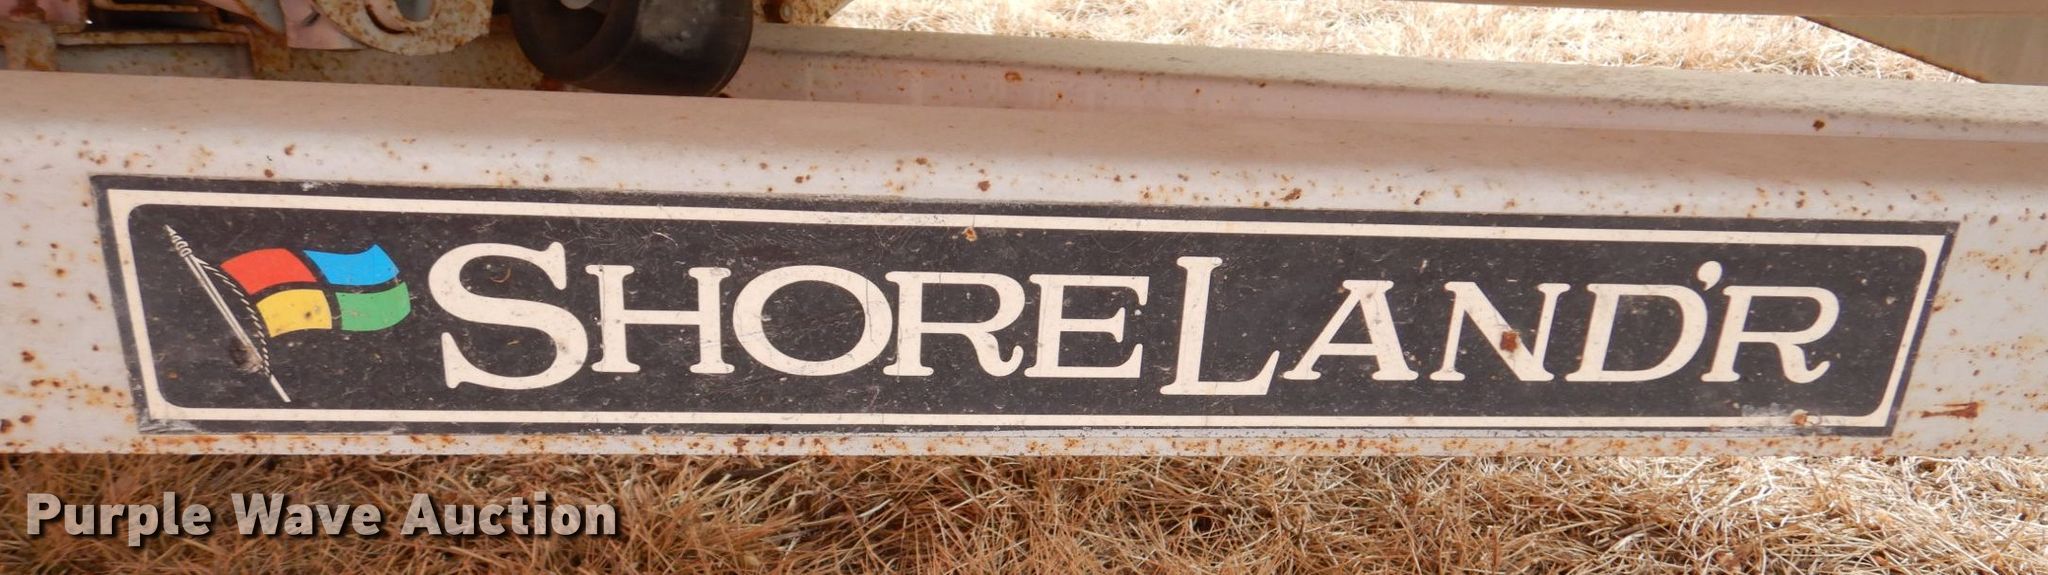 SHORELAND'R
Purple Wave Auction